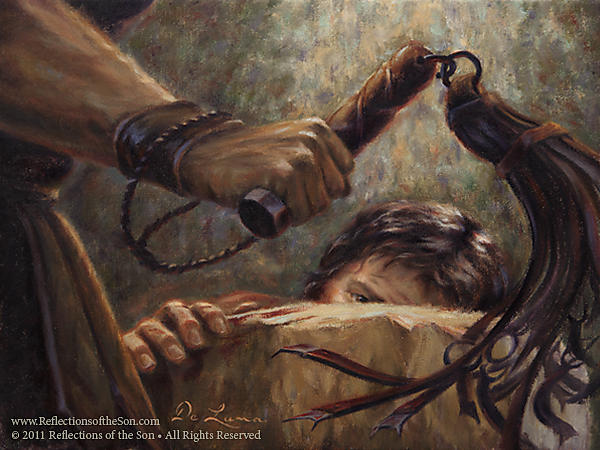 De Luna
www.ReflectionsoftheSon.com
© 2011 Reflections of the Son • All Rights Reserved